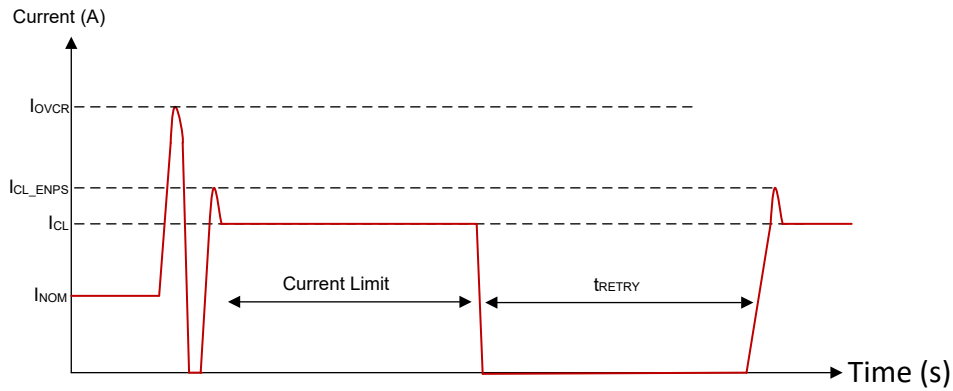 Current (A)
IOVCR
ICL_ENPS
ICL
INOM
Current Limit
tRETRY
Time (s)